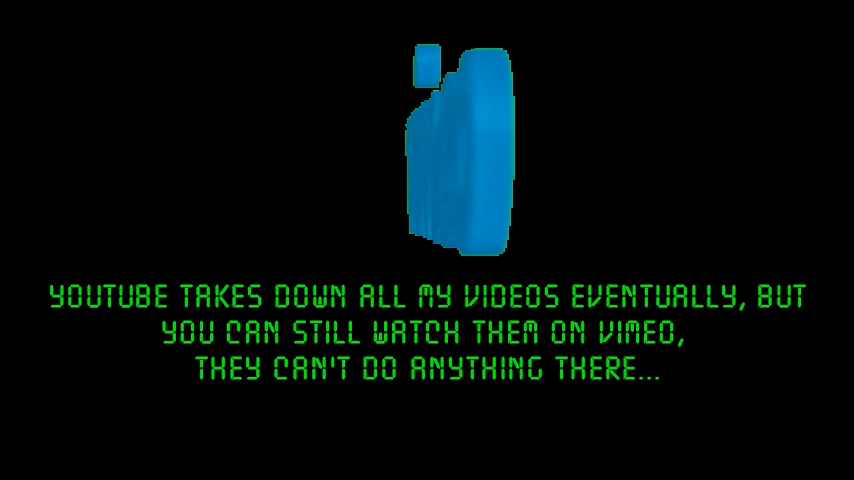 YOUTUBE TAKES DOWN ALL MY VIDEOS EVENTUALLY, BUT
YOU CAN STILL WATCH THEM ON VIMEO,
THEY CAN'T DO ANYTHING THERE...